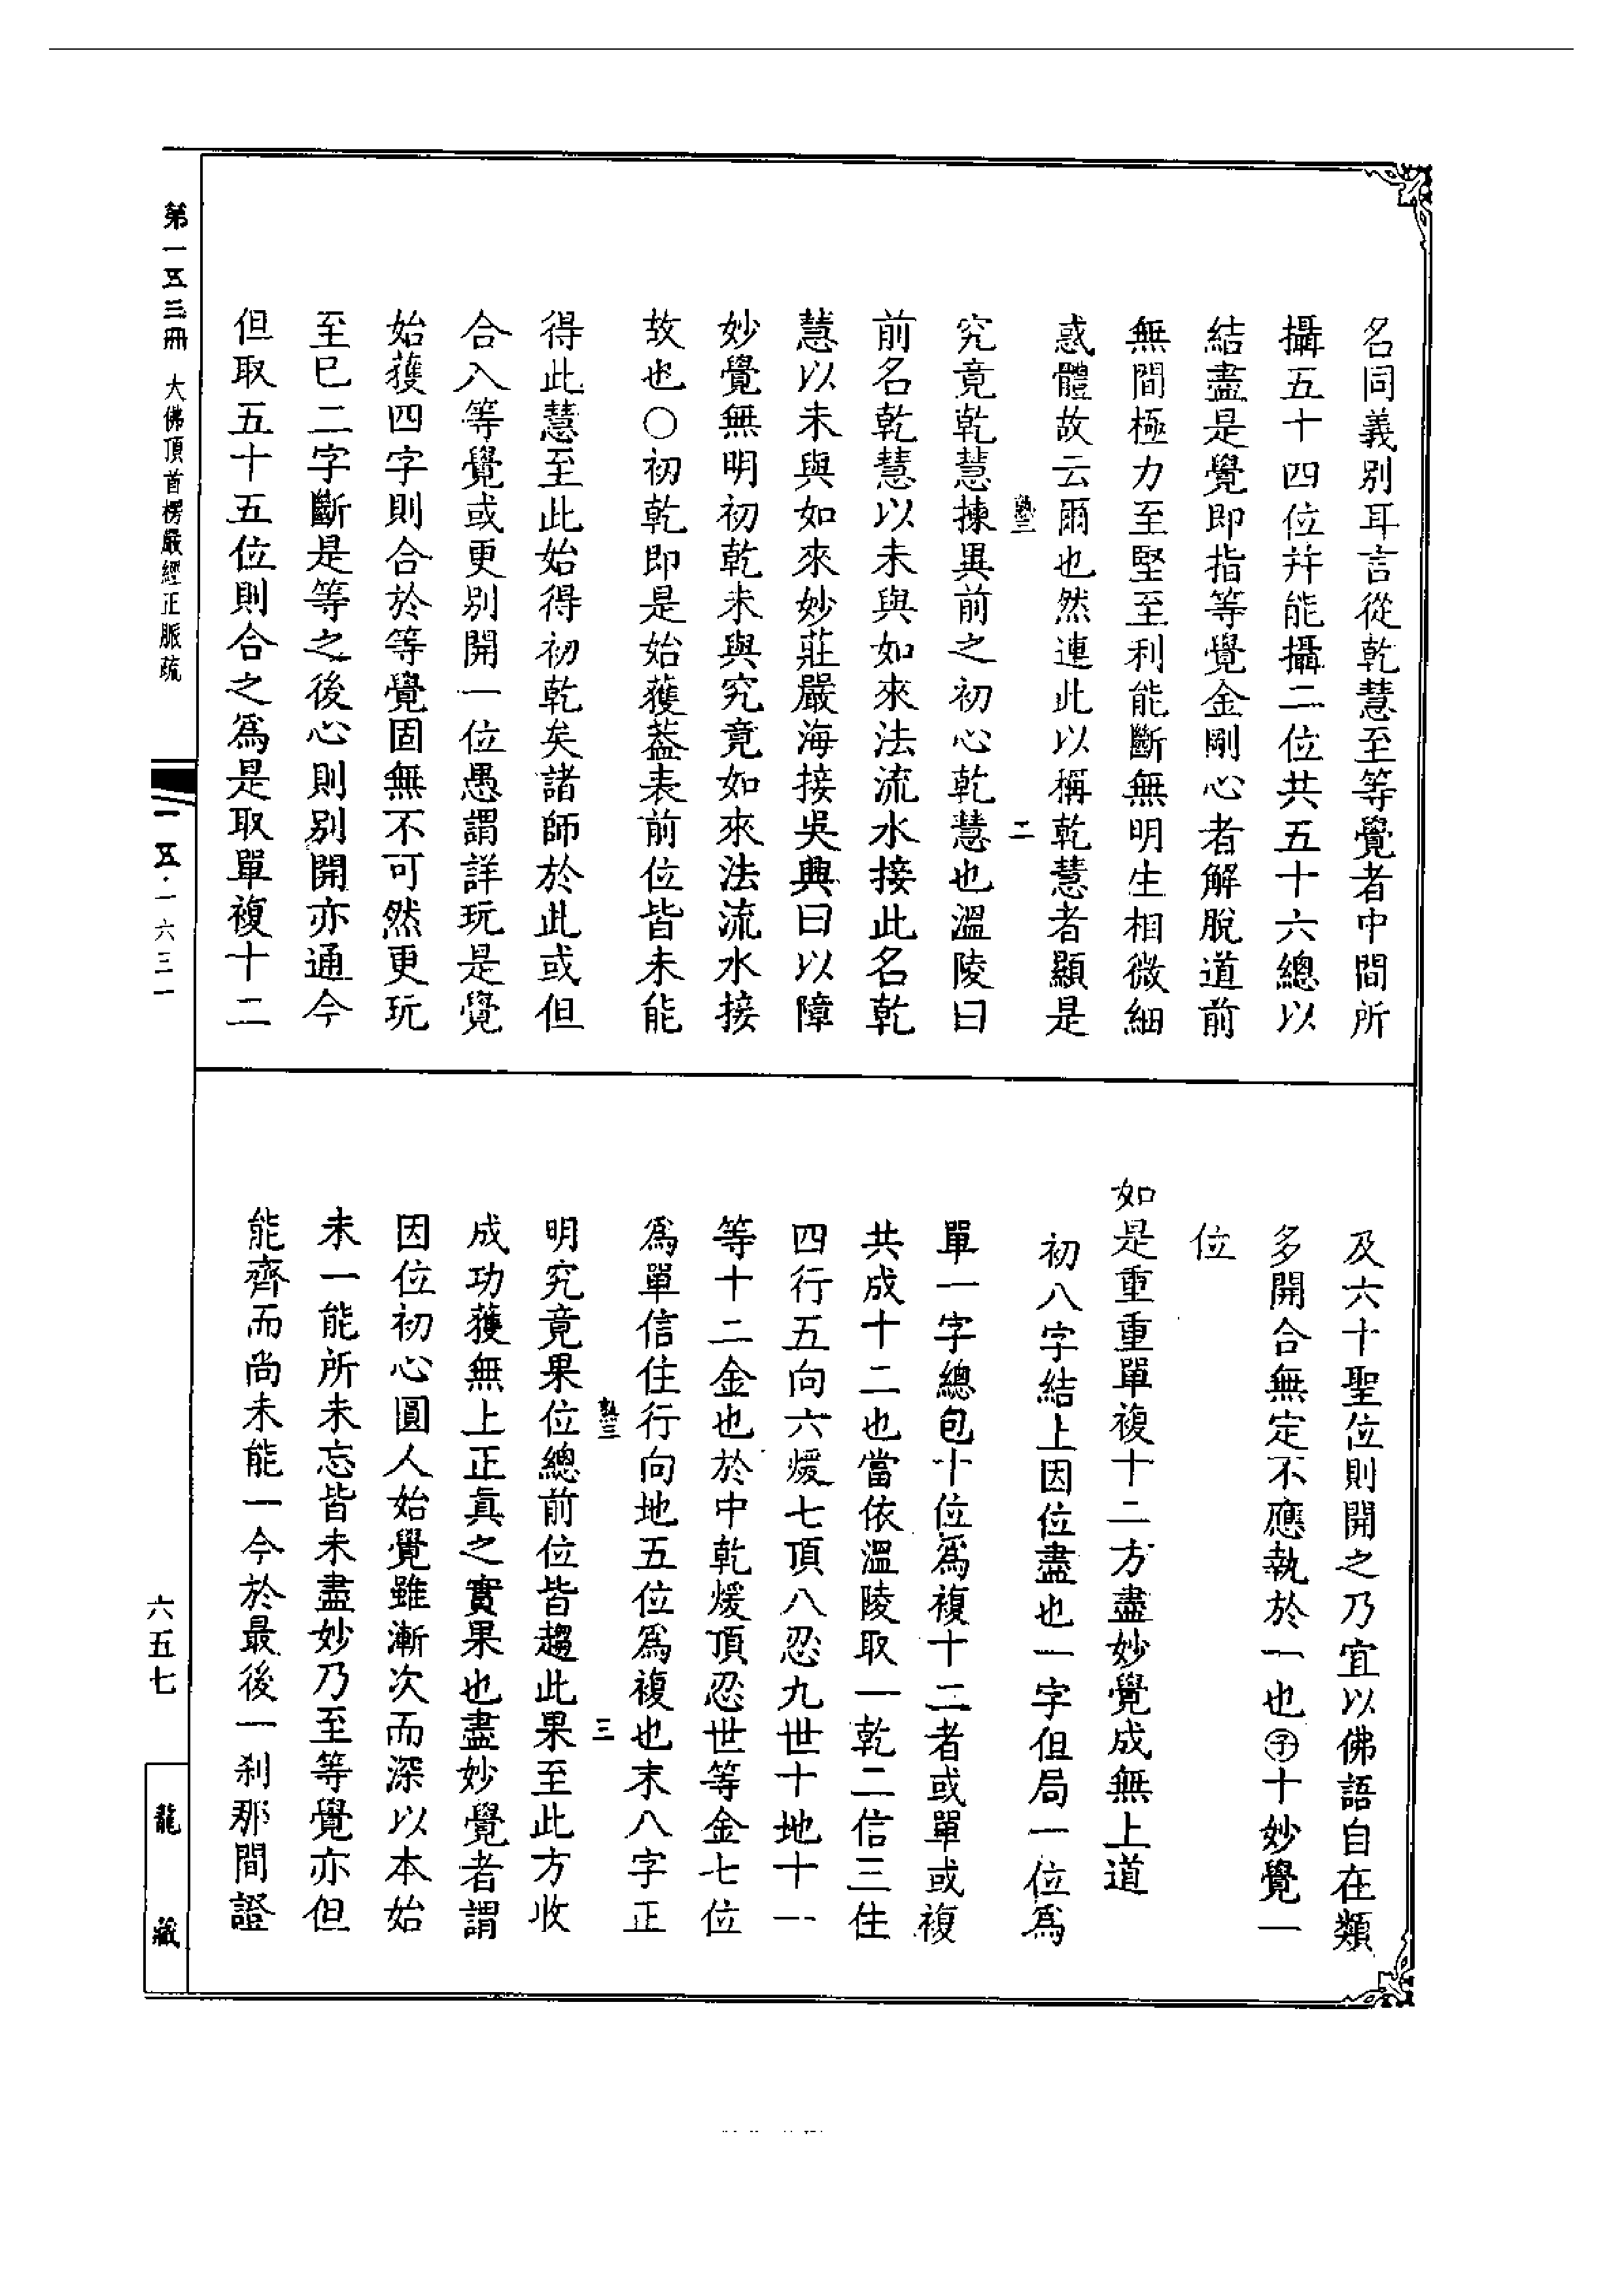 名同義別耳言從乾慧至等覺者中間所
攝五十四位幷能攝二位共五十六總以
結盡是覺即指等覺金剛心者解脫道前
無間極力至堅至利能斷無明生相微細
惑體故云爾也然連此以稱乾慧者顯是
熟三
二
究竟乾慧揀異前之初心乾慧也溫陵曰
前名乾慧以未與如來法流水接此名乾
慧以未與如來妙莊嚴海接吳興曰以障
妙覺無明初乾未與究竟如來法流水接
故也○初乾即是始獲葢表前位皆未能
得此慧至此始得初乾矣諸師於此或但
合入等覺或更別開一位愚謂詳玩是覺
始獲四字則合於等覺固無不可然更玩
至巳二字斷是等之後心則別開亦通今
但取五十五位則合之爲是取單複十二
及六十聖位則開之乃宜以佛語自在類
多開合無定不應執於一也㊉十妙覺一
位
如是重重單複十二方盡妙覺成無上道
初八字結上因位盡也一字但局一位爲
單一字總包十位爲複十二者或單或複
共成十二也當依溫陵取一乾二信三住
四行五向六煖七頂八忍九世十地十一
等十二金也於中乾煖頂忍世等金七位
爲單信住行向地五位爲複也末八字正
熟三
三
明究竟果位總前位皆趨此果至此方收
成功獲無上正眞之實果也盡妙覺者謂
因位初心圓人始覺雖漸次而深以本始
未一能所未忘皆未盡妙乃至等覺亦但
能齊而尚未能一今於最後一剎那間證
第一五三冊 大佛頂首楞嚴經正脈疏
一五·一六三一
六五七
龍藏